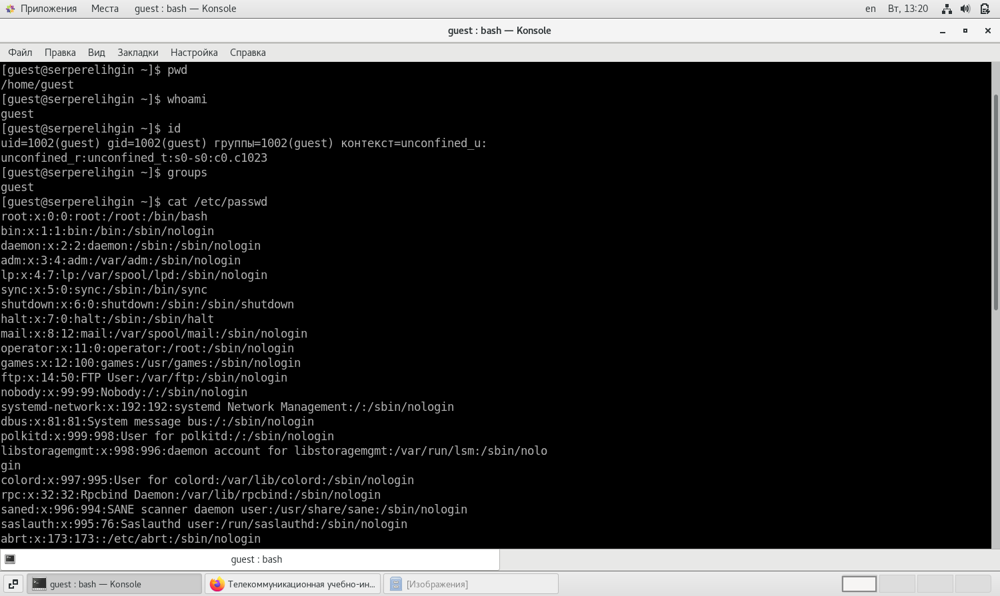 Приложения Места guest : bash — Konsole en Вт, 13:20
guest : bash — Konsole
Файл Правка Вид Закладки Настройка Справка
[guest@serperelihgin ~]$ pwd
/home/guest
[guest@serperelihgin ~]$ whoami
guest
[guest@serperelihgin ~]$ id
uid=1002(guest) gid=1002(guest) группы=1002(guest) контекст=unconfined_u:
unconfined_r:unconfined_t:s0-s0:c0.c1023
[guest@serperelihgin ~]$ groups
guest
[guest@serperelihgin ~]$ cat /etc/passwd
root:x:0:0:root:/root:/bin/bash
bin:x:1:1:bin:/bin:/sbin/nologin
daemon:x:2:2:daemon:/sbin:/sbin/nologin
adm:x:3:4:adm:/var/adm:/sbin/nologin
lp:x:4:7:lp:/var/spool/lpd:/sbin/nologin
sync:x:5:0:sync:/sbin:/bin/sync
shutdown:x:6:0:shutdown:/sbin:/sbin/shutdown
halt:x:7:0:halt:/sbin:/sbin/halt
mail:x:8:12:mail:/var/spool/mail:/sbin/nologin
operator:x:11:0:operator:/root:/sbin/nologin
games:x:12:100:games:/usr/games:/sbin/nologin
ftp:x:14:50:FTP User:/var/ftp:/sbin/nologin
nobody:x:99:99:Nobody:/:/sbin/nologin
systemd-network:x:192:192:systemd Network Management:/:/sbin/nologin
dbus:x:81:81:System message bus:/:/sbin/nologin
polkitd:x:999:998:User for polkitd:/:/sbin/nologin
libstoragemgmt:x:998:996:daemon account for libstoragemgmt:/var/run/lsm:/sbin/nolo
gin
colord:x:997:995:User for colord:/var/lib/colord:/sbin/nologin
rpc:x:32:32:Rpcbind Daemon:/var/lib/rpcbind:/sbin/nologin
saned:x:996:994:SANE scanner daemon user:/usr/share/sane:/sbin/nologin
saslauth:x:995:76:Saslauthd user:/run/saslauthd:/sbin/nologin
abrt:x:173:173::/etc/abrt:/sbin/nologin
guest : bash
guest : bash — Konsole Телекоммуникационная учебно-ин... [Изображения]